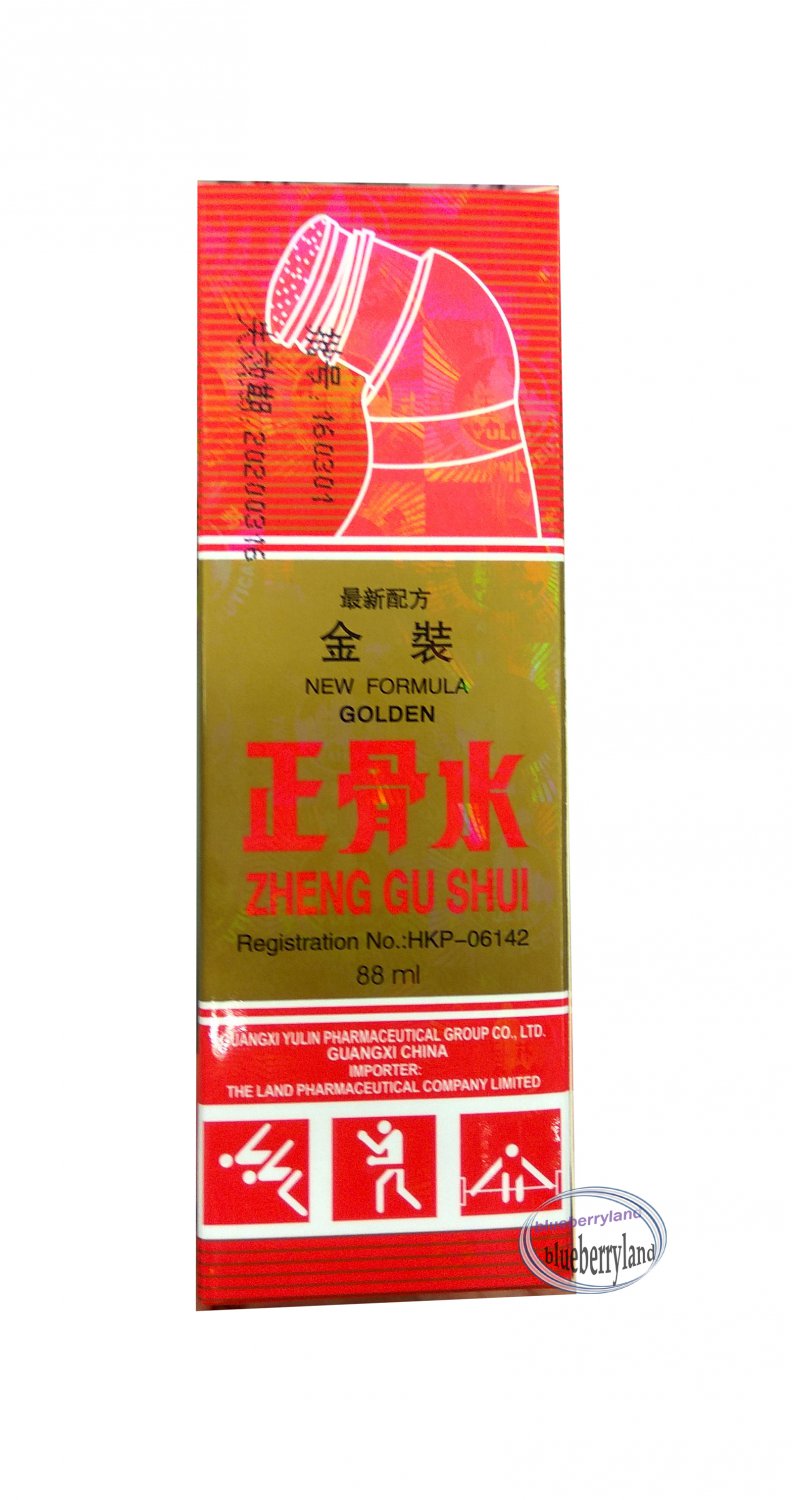 批号:160301
失效期:20200316
最新配方
金 裝
NEW FORMULA
GOLDEN
正骨水
ZHENG GU SHUI
Registration No.:HKP-06142
88 ml
GUANGXI YULIN PHARMACEUTICAL GROUP CO., LTD.
GUANGXI CHINA
IMPORTER:
THE LAND PHARMACEUTICAL COMPANY LIMITED
blueberryland
blueberryland